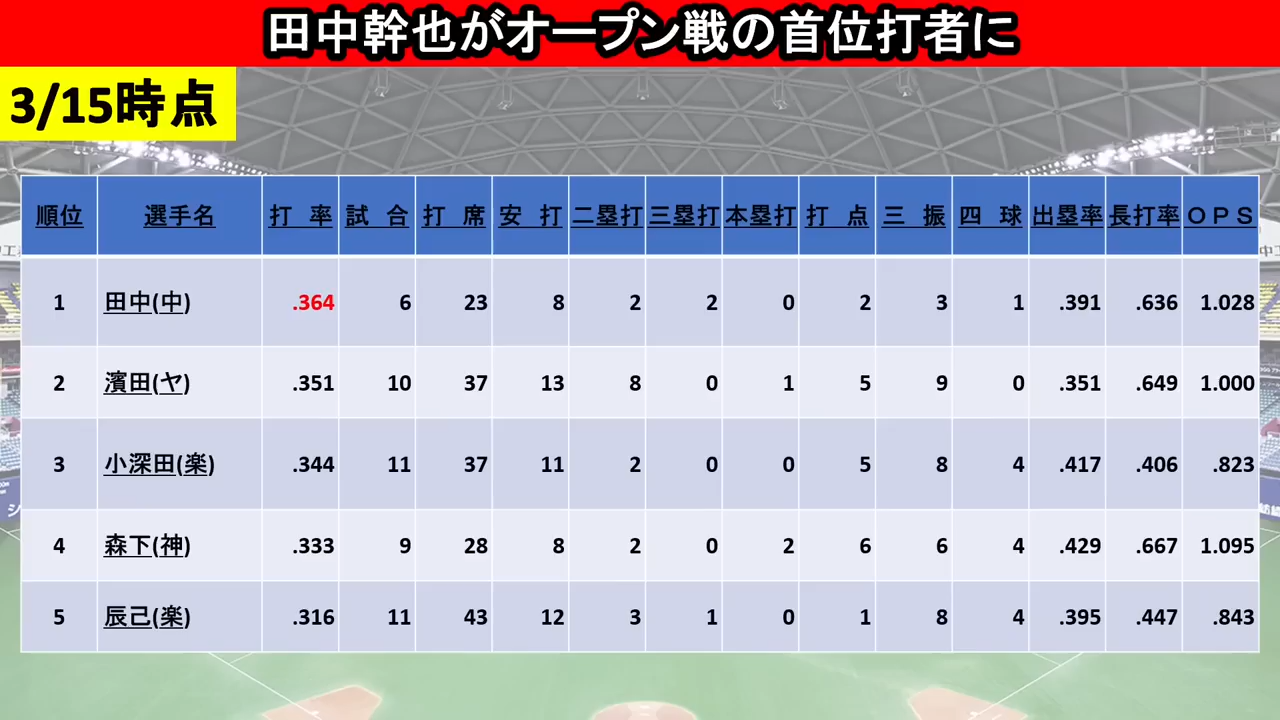 田中幹也がオープン戦の首位打者に
3/15時点
順位 選手名 打率 試合 打席 安打 二塁打 三塁打 本塁打 打点 三振 四球 出塁率 長打率 ＯＰＳ
1 田中(中) .364 6 23 8 2 2 0 2 3 1 .391 .636 1.028
2 濱田(ヤ) .351 10 37 13 8 0 1 5 9 0 .351 .649 1.000
3 小深田(楽) .344 11 37 11 2 0 0 5 8 4 .417 .406 .823
4 森下(神) .333 9 28 8 2 0 2 6 6 4 .429 .667 1.095
5 辰己(楽) .316 11 43 12 3 1 0 1 8 4 .395 .447 .843